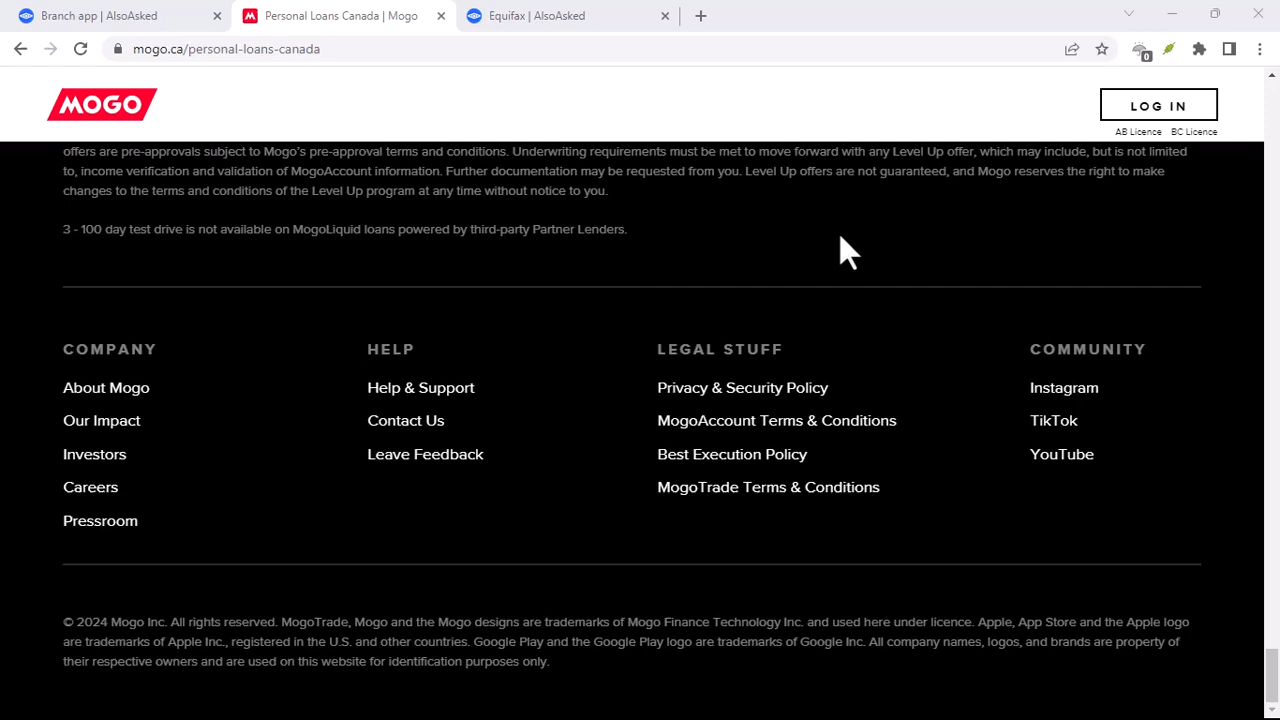 Branch app | AlsoAsked
Personal Loans Canada | Mogo
Equifax | AlsoAsked
mogo.ca/personal-loans-canada
0
MOGO
LOG IN
AB Licence BC Licence
offers are pre-approvals subject to Mogo's pre-approval terms and conditions. Underwriting requirements must be met to move forward with any Level Up offer, which may include, but is not limited
to, income verification and validation of MogoAccount information. Further documentation may be requested from you. Level Up offers are not guaranteed, and Mogo reserves the right to make
changes to the terms and conditions of the Level Up program at any time without notice to you.
3 - 100 day test drive is not available on MogoLiquid loans powered by third-party Partner Lenders.
COMPANY
About Mogo
Our Impact
Investors
Careers
Pressroom
HELP
Help & Support
Contact Us
Leave Feedback
LEGAL STUFF
Privacy & Security Policy
MogoAccount Terms & Conditions
Best Execution Policy
MogoTrade Terms & Conditions
COMMUNITY
Instagram
TikTok
YouTube
© 2024 Mogo Inc. All rights reserved. MogoTrade, Mogo and the Mogo designs are trademarks of Mogo Finance Technology Inc. and used here under licence. Apple, App Store and the Apple logo
are trademarks of Apple Inc., registered in the U.S. and other countries. Google Play and the Google Play logo are trademarks of Google Inc. All company names, logos, and brands are property of
their respective owners and are used on this website for identification purposes only.